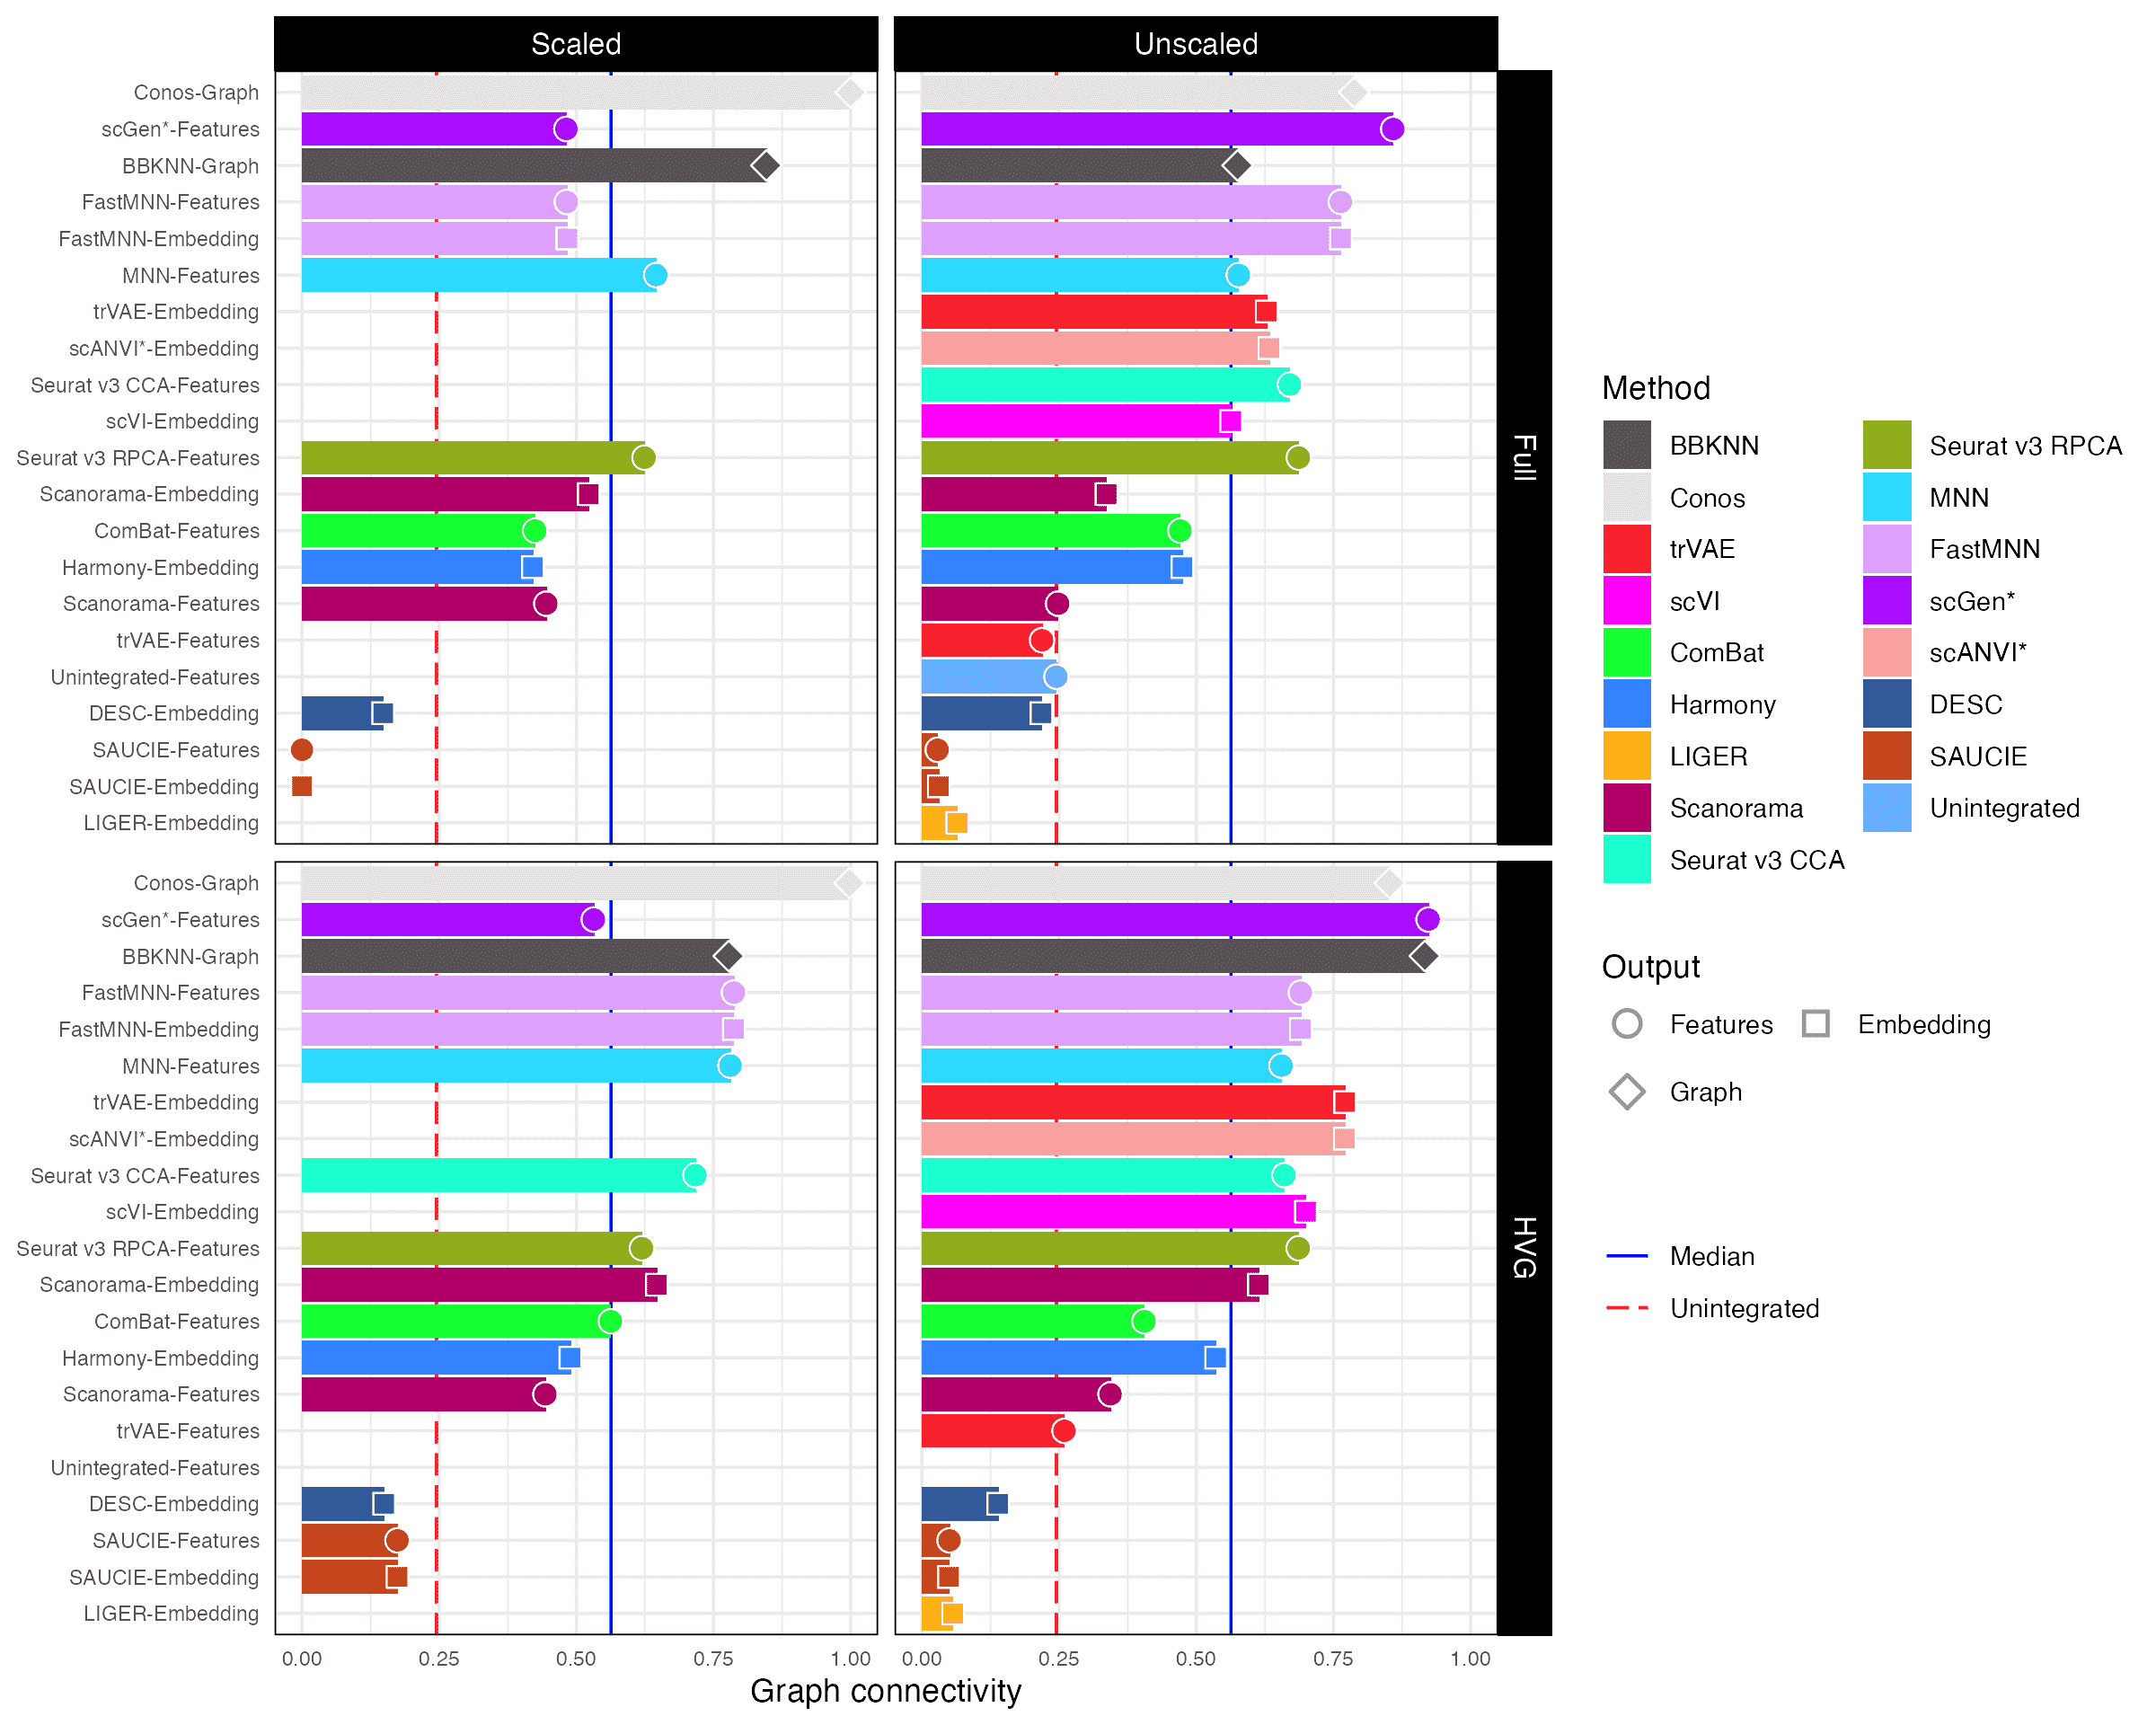 Scaled
Unscaled
Conos-Graph
scGen*-Features
BBKNN-Graph
FastMNN-Features
FastMNN-Embedding
MNN-Features
trVAE-Embedding
scANVI*-Embedding
Seurat v3 CCA-Features
scVI-Embedding
Seurat v3 RPCA-Features
Scanorama-Embedding
ComBat-Features
Harmony-Embedding
Scanorama-Features
trVAE-Features
Unintegrated-Features
DESC-Embedding
SAUCIE-Features
SAUCIE-Embedding
LIGER-Embedding
Full
Conos-Graph
scGen*-Features
BBKNN-Graph
FastMNN-Features
FastMNN-Embedding
MNN-Features
trVAE-Embedding
scANVI*-Embedding
Seurat v3 CCA-Features
scVI-Embedding
Seurat v3 RPCA-Features
Scanorama-Embedding
ComBat-Features
Harmony-Embedding
Scanorama-Features
trVAE-Features
Unintegrated-Features
DESC-Embedding
SAUCIE-Features
SAUCIE-Embedding
LIGER-Embedding
HVG
0.00 0.25 0.50 0.75 1.00
0.00 0.25 0.50 0.75 1.00
Graph connectivity
Method
BBKNN
Conos
trVAE
scVI
ComBat
Harmony
LIGER
Scanorama
Seurat v3 CCA
Seurat v3 RPCA
MNN
FastMNN
scGen*
scANVI*
DESC
SAUCIE
Unintegrated
Output
Features
Embedding
Graph
Median
Unintegrated